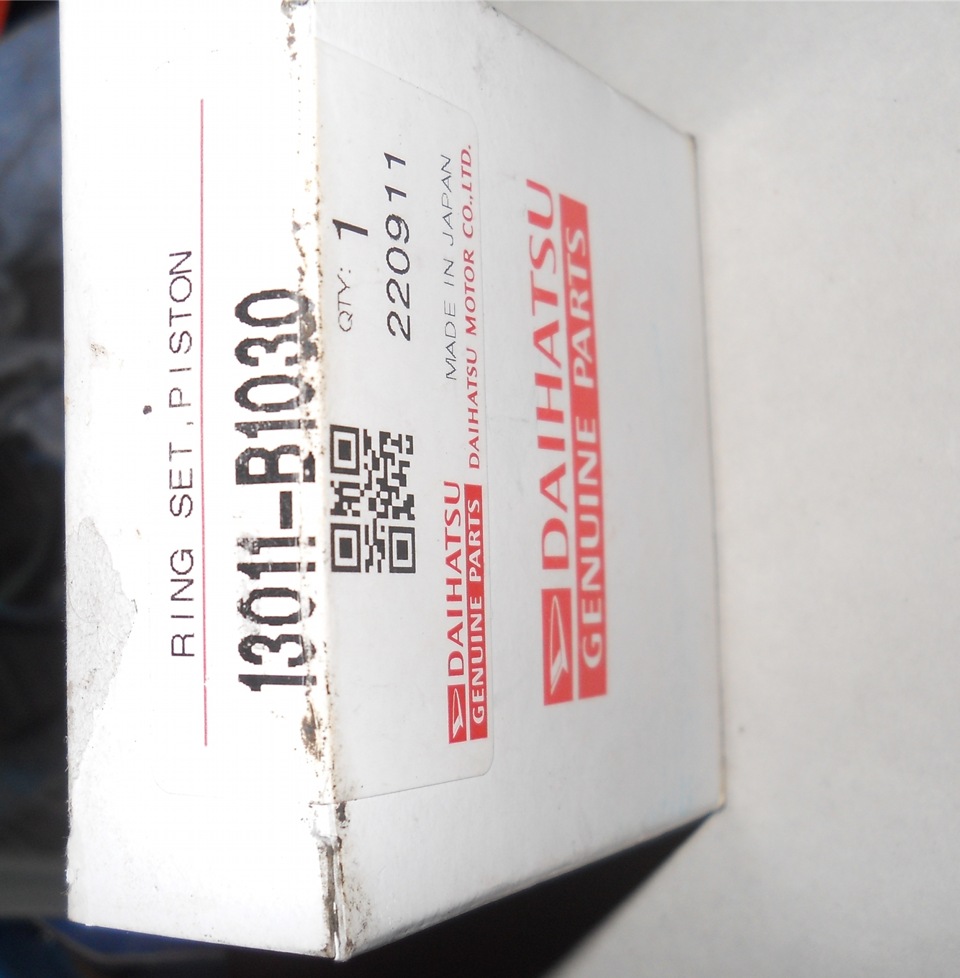 RING SET, PISTON
13011-B1030
QTY: 1
220911
MADE IN JAPAN
DAIHATSU
GENUINE PARTS
DAIHATSU MOTOR CO.,LTD.
DAIHATSU
GENUINE PARTS